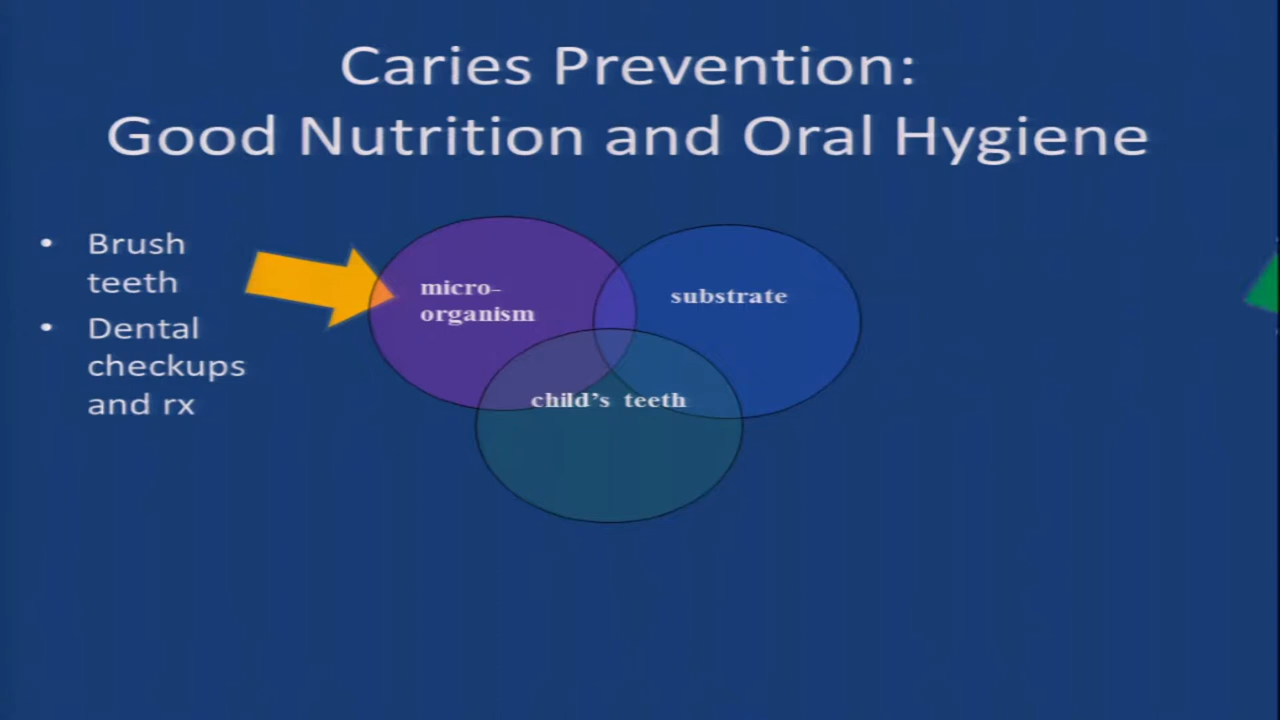 Caries Prevention:
Good Nutrition and Oral Hygiene
• Brush
teeth
• Dental
checkups
and rx
micro-
organism
substrate
child’s teeth